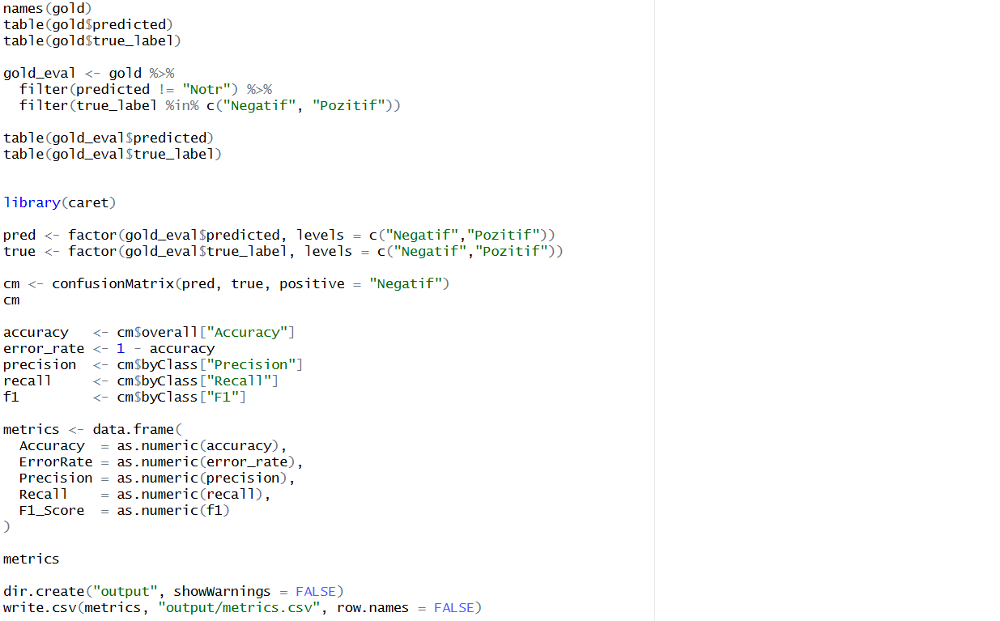 names(gold)
table(gold$predicted)
table(gold$true_label)
gold_eval <- gold %>%
  filter(predicted != "Notr") %>%
  filter(true_label %in% c("Negatif", "Pozitif"))
table(gold_eval$predicted)
table(gold_eval$true_label)
library(caret)
pred <- factor(gold_eval$predicted, levels = c("Negatif","Pozitif"))
true <- factor(gold_eval$true_label, levels = c("Negatif","Pozitif"))
cm <- confusionMatrix(pred, true, positive = "Negatif")
cm
accuracy   <- cm$overall["Accuracy"]
error_rate <- 1 - accuracy
precision  <- cm$byClass["Precision"]
recall     <- cm$byClass["Recall"]
f1         <- cm$byClass["F1"]
metrics <- data.frame(
  Accuracy  = as.numeric(accuracy),
  ErrorRate = as.numeric(error_rate),
  Precision = as.numeric(precision),
  Recall    = as.numeric(recall),
  F1_Score  = as.numeric(f1)
)
metrics
dir.create("output", showWarnings = FALSE)
write.csv(metrics, "output/metrics.csv", row.names = FALSE)